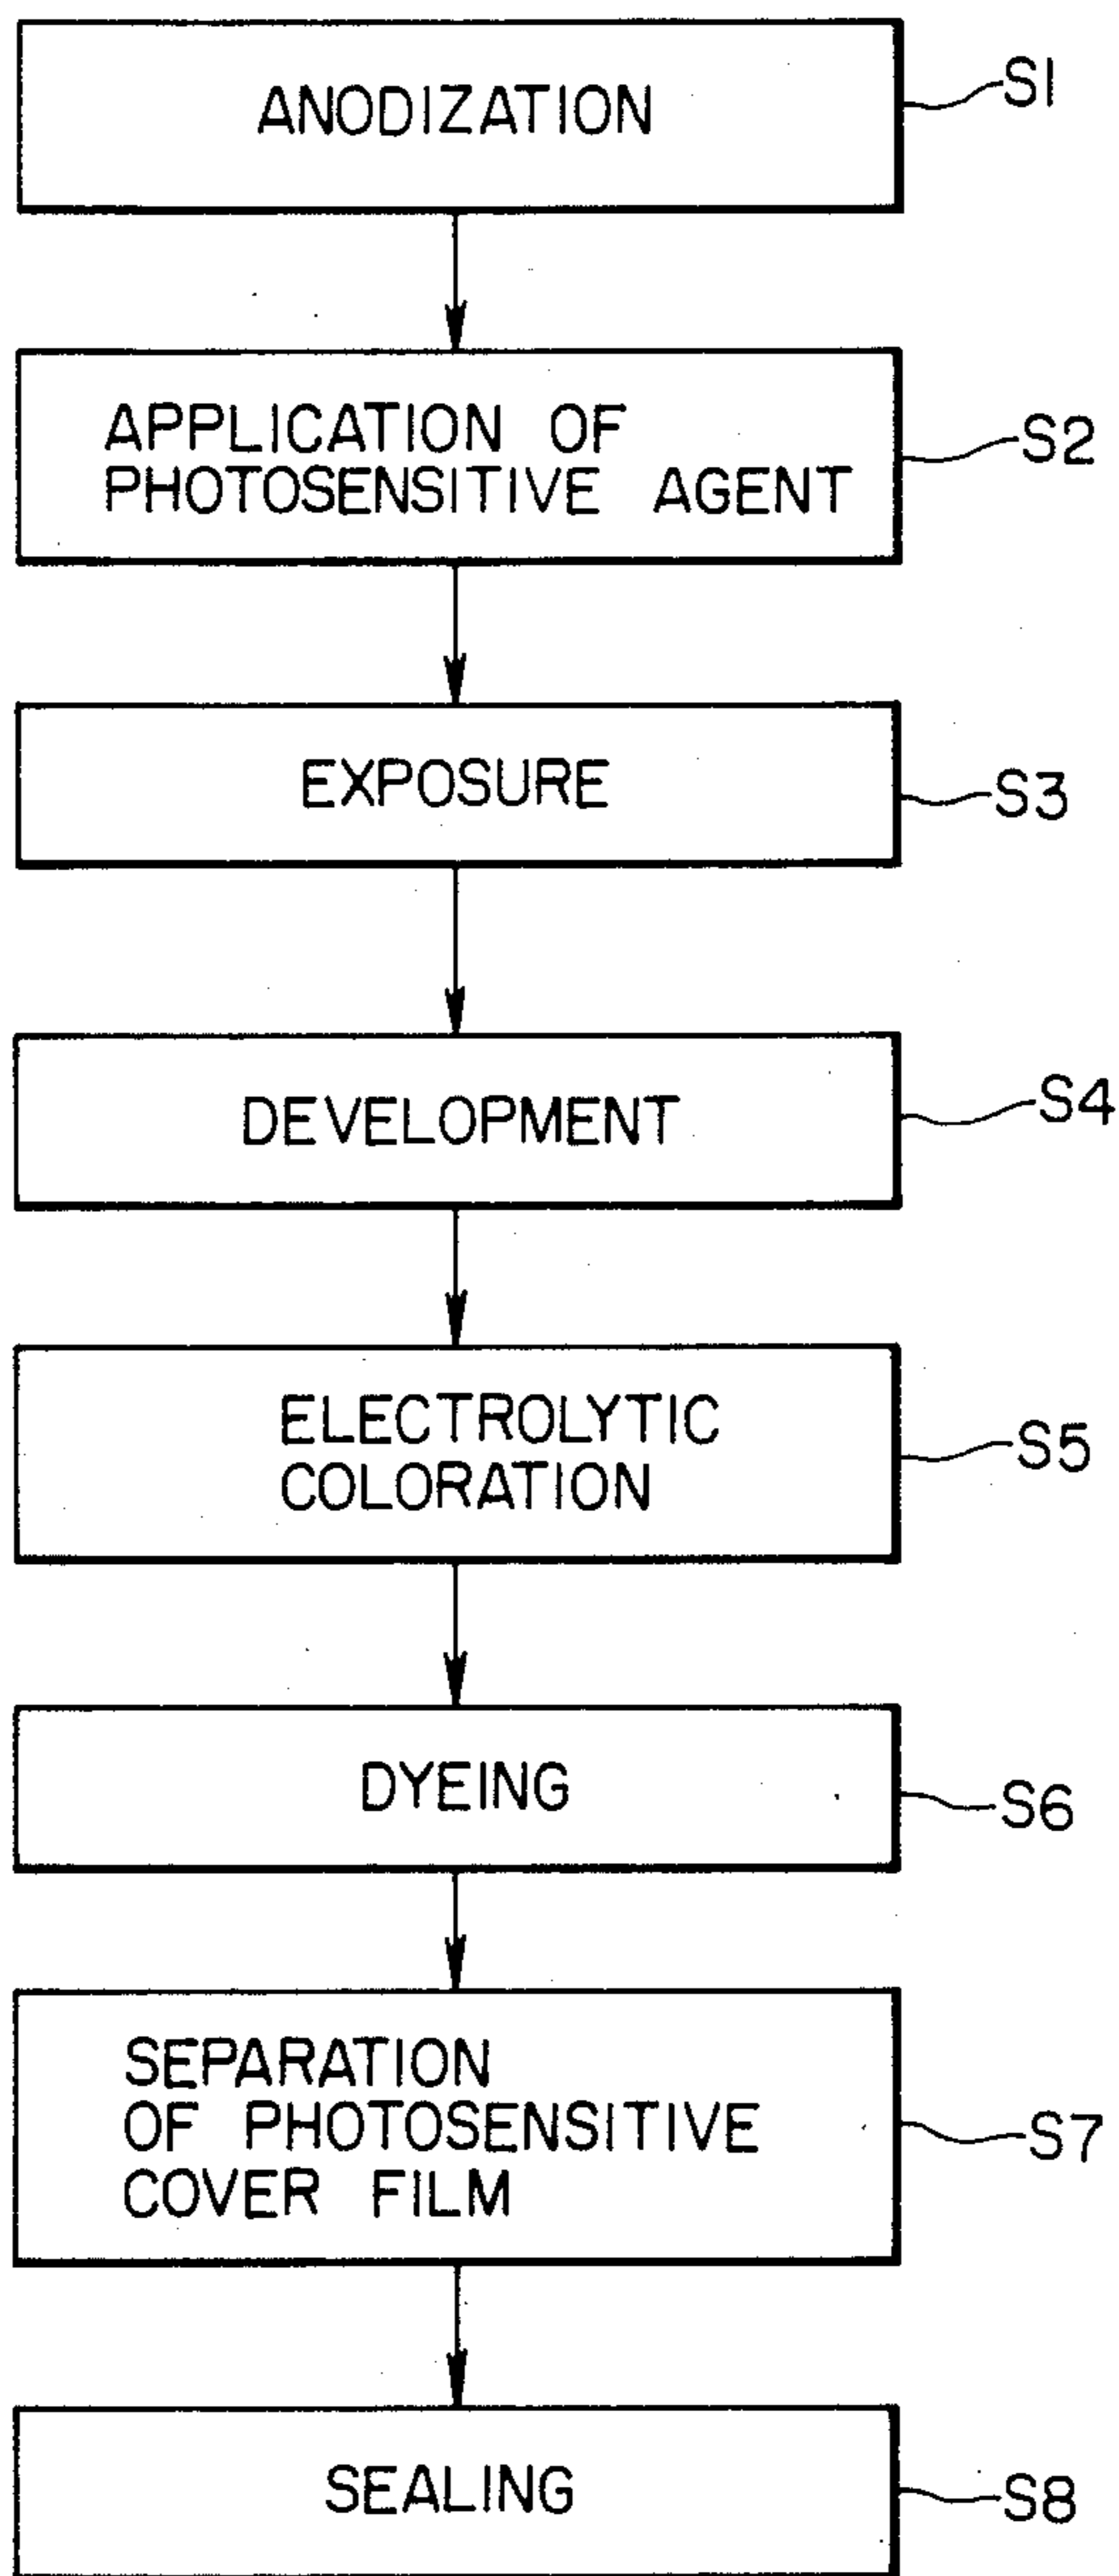 ANODIZATION
S1
APPLICATION OF
PHOTOSENSITIVE AGENT
S2
EXPOSURE
S3
DEVELOPMENT
S4
ELECTROLYTIC
COLORATION
S5
DYEING
S6
SEPARATION
OF PHOTOSENSITIVE
COVER FILM
S7
SEALING
S8